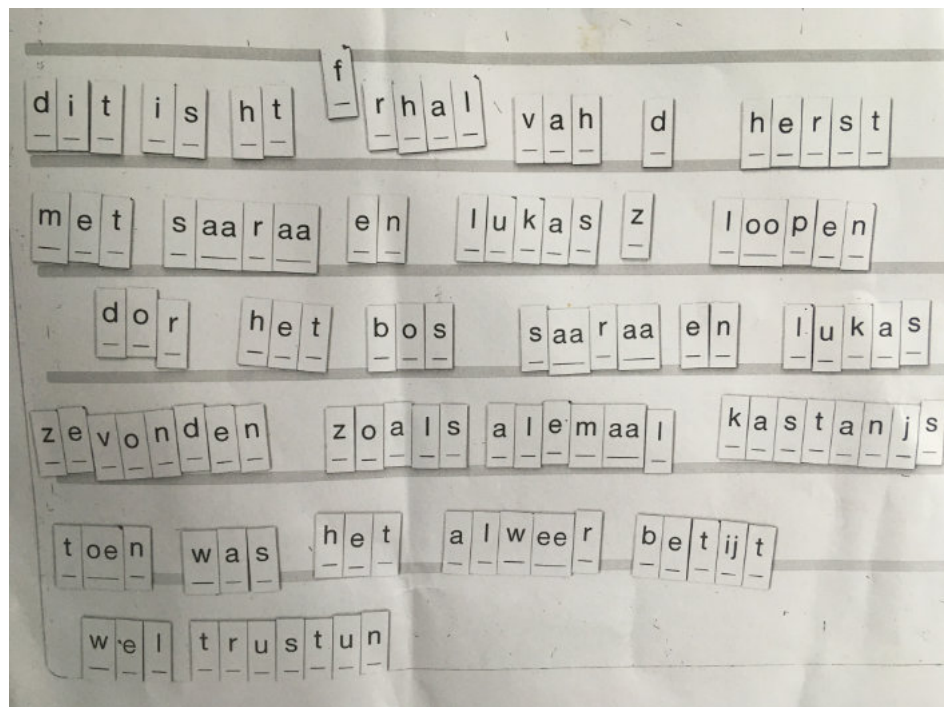 dit is ht f rhal vah d herst
met saaraa en lukas z loopen
dor het bos saaraa en lukas
zevonden zoals alemaal kastanjs
toen was het alweer betijt
wel trustun